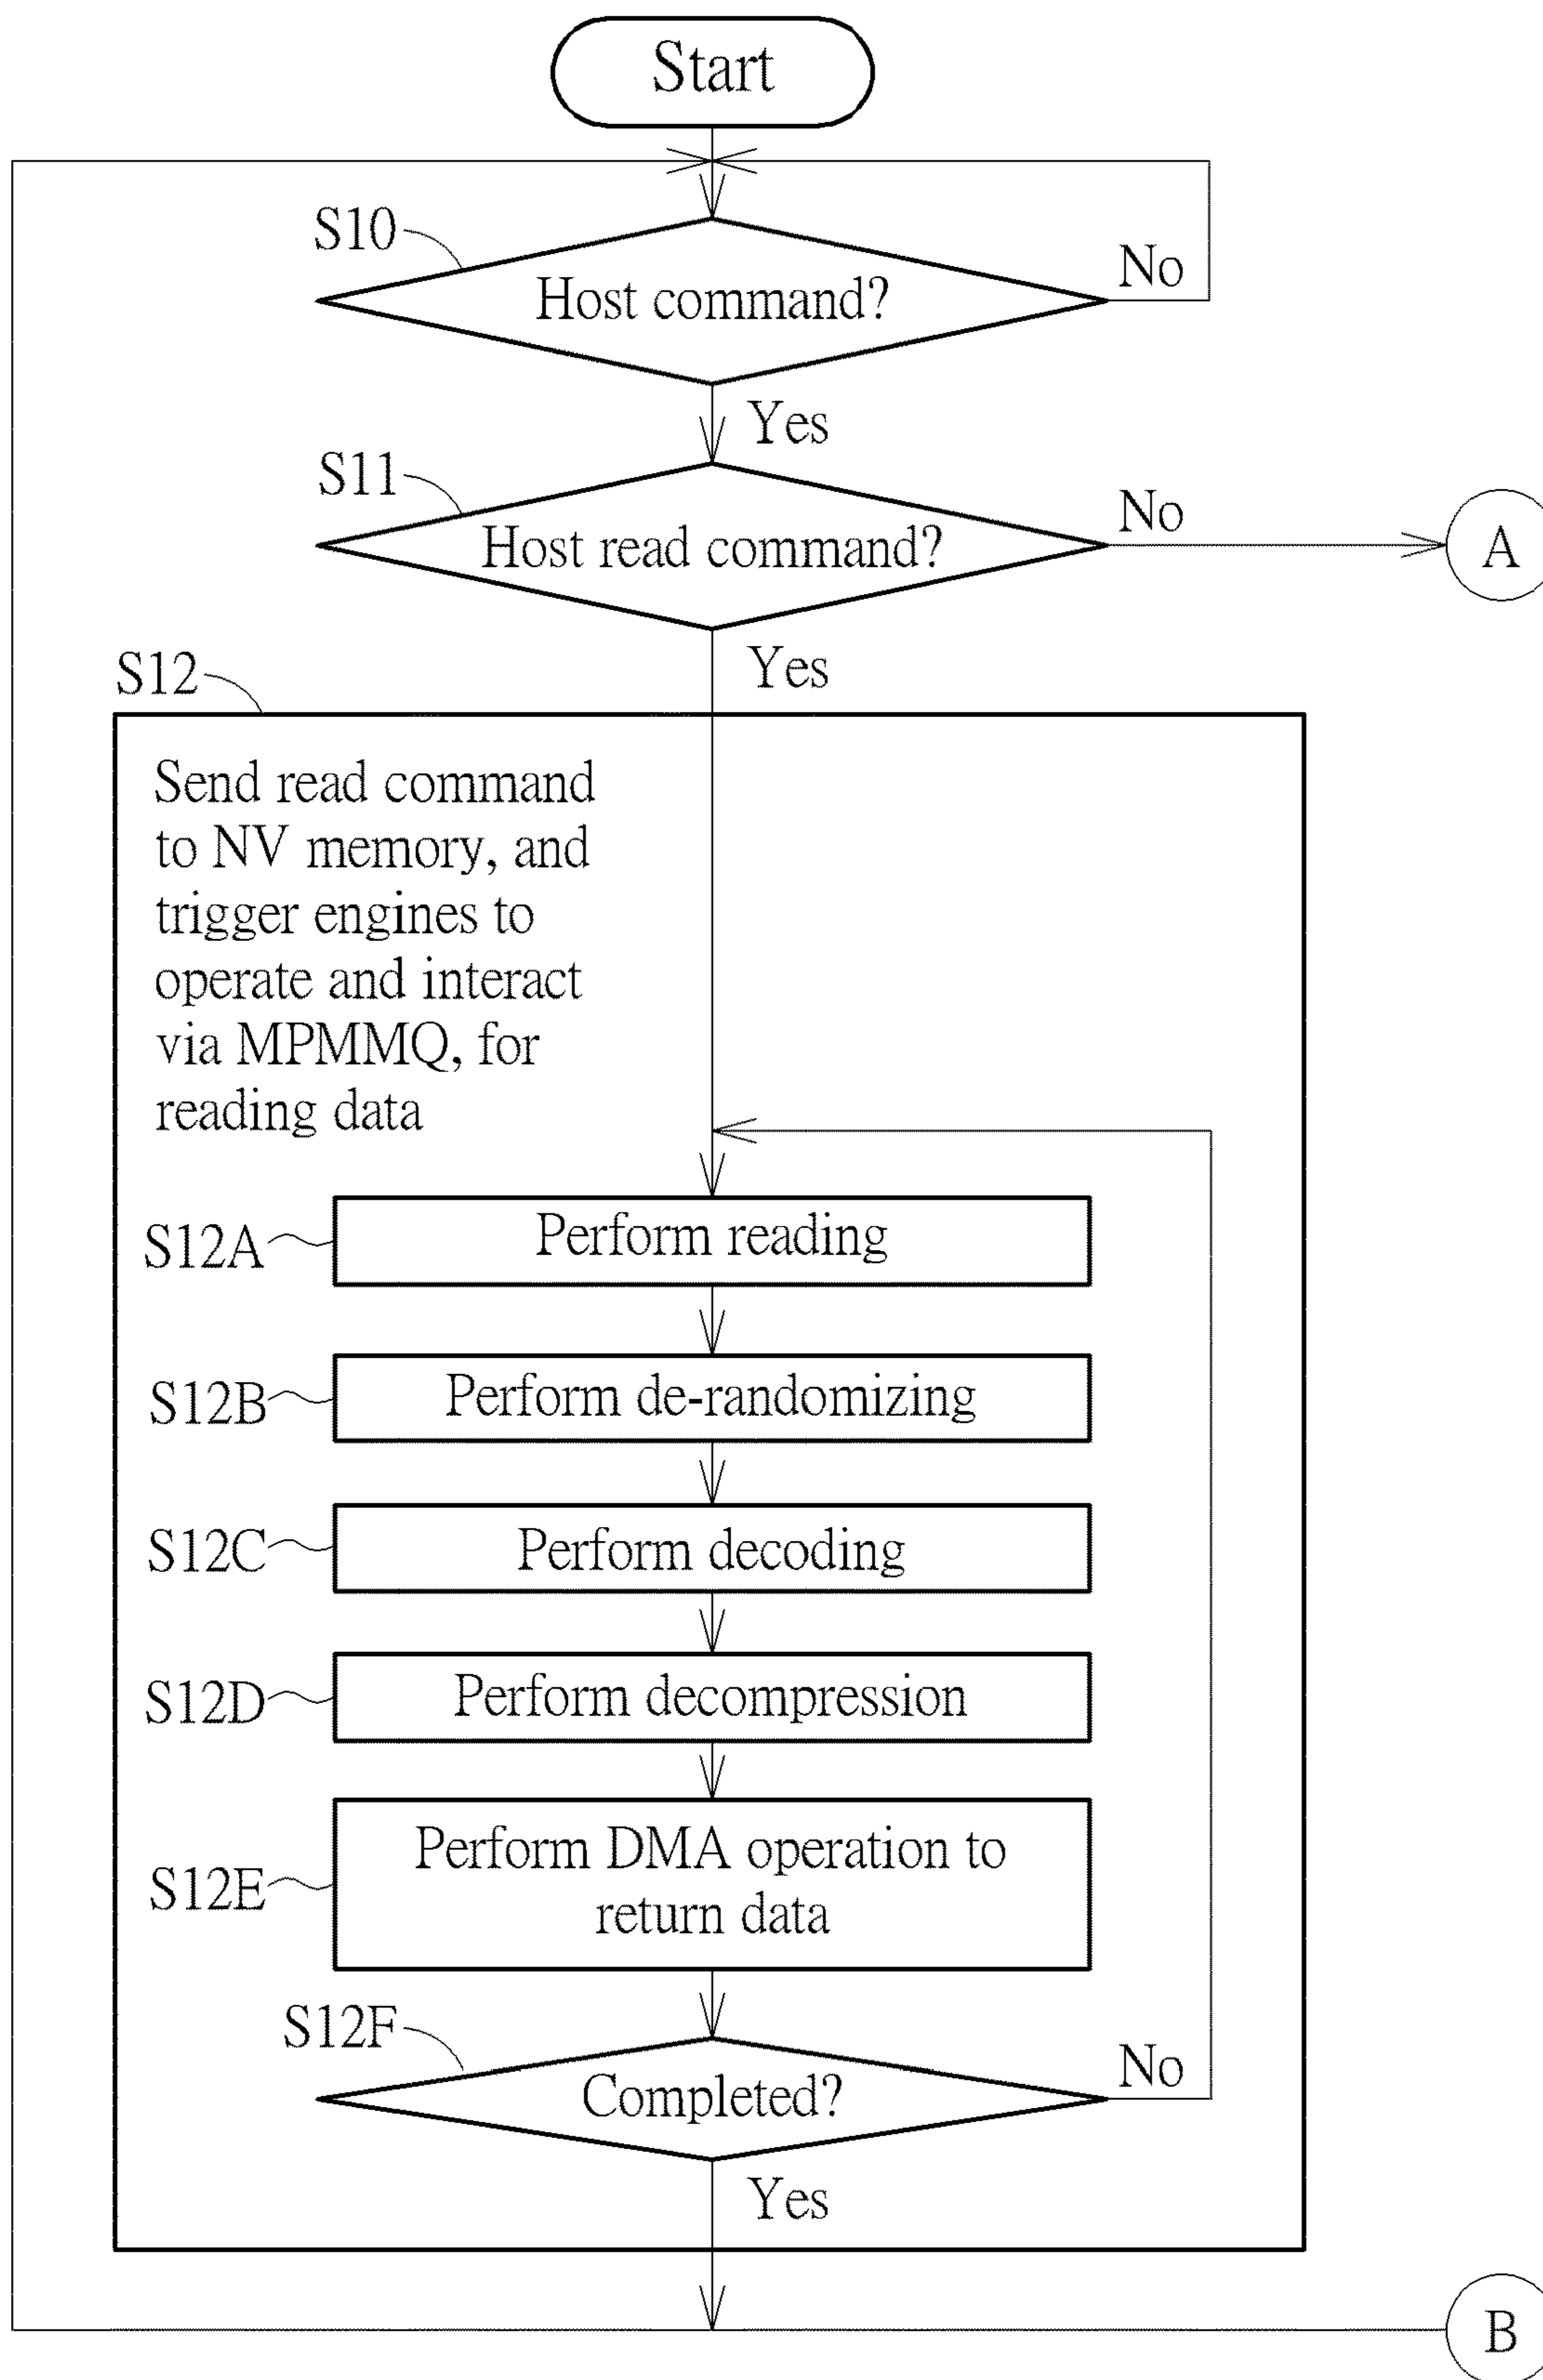 Start
S10
Host command?
No
Yes
S11
Host read command?
No
A
Yes
S12
Send read command
to NV memory, and
trigger engines to
operate and interact
via MPMMQ, for
reading data
S12A
Perform reading
S12B
Perform de-randomizing
S12C
Perform decoding
S12D
Perform decompression
S12E
Perform DMA operation to
return data
S12F
Completed?
No
Yes
B